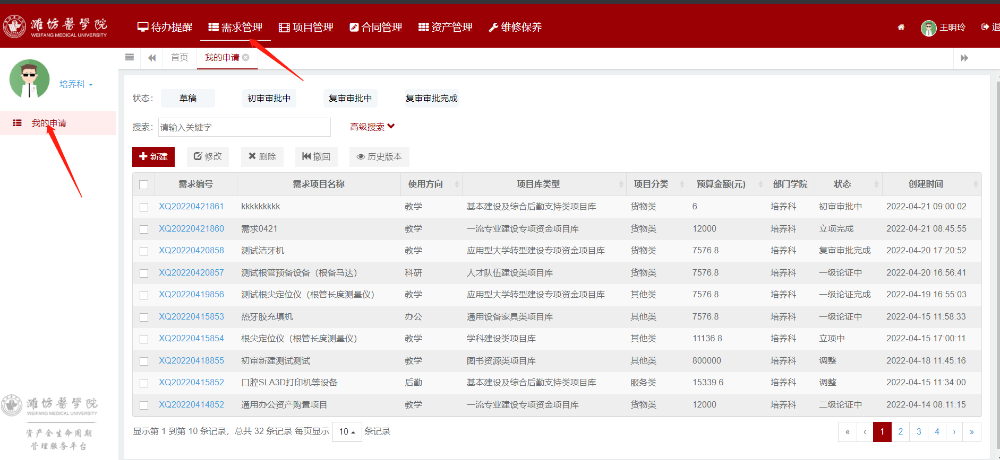 濰坊醫學院
WEIFANG MEDICAL UNIVERSITY
待办提醒 需求管理 项目管理 合同管理 资产管理 维修保养 王明玲 退
首页 我的申请
培养科
我的申请
状态： 草稿 初审审批中 复审审批中 复审审批完成
搜索： 请输入关键字 高级搜索
新建 修改 删除 撤回 历史版本
需求编号 需求项目名称 使用方向 项目库类型 项目分类 预算金额(元) 部门学院 状态 创建时间
XQ20220421861 kkkkkkkkk 教学 基本建设及综合后勤支持类项目库 货物类 6 培养科 初审审批中 2022-04-21 09:00:02
XQ20220421860 需求0421 教学 一流专业建设专项资金项目库 货物类 12000 培养科 立项完成 2022-04-21 08:45:55
XQ20220420858 测试洁牙机 教学 应用型大学转型建设专项资金项目库 货物类 7576.8 培养科 复审审批完成 2022-04-20 17:20:52
XQ20220420857 测试根管预备设备（根备马达） 科研 人才队伍建设类项目库 货物类 7576.8 培养科 一级论证中 2022-04-20 16:56:41
XQ20220419856 测试根尖定位仪（根管长度测量仪） 教学 应用型大学转型建设专项资金项目库 其他类 7576.8 培养科 一级论证完成 2022-04-19 16:55:03
XQ20220415853 热牙胶充填机 办公 通用设备家具类项目库 其他类 7576.8 培养科 一级论证中 2022-04-15 11:58:33
XQ20220415854 根尖定位仪（根管长度测量仪） 教学 学科建设类项目库 其他类 11136.8 培养科 立项中 2022-04-15 17:00:11
XQ20220418855 初审新建测试测试 教学 图书资源类项目库 其他类 800000 培养科 调整 2022-04-18 11:45:16
XQ20220415852 口腔SLA3D打印机等设备 后勤 基本建设及综合后勤支持类项目库 服务类 15339.6 培养科 调整 2022-04-15 11:34:00
XQ20220414852 通用办公资产购置项目 教学 一流专业建设专项资金项目库 货物类 12000 培养科 二级论证中 2022-04-14 08:11:15
显示第 1 到第 10 条记录，总共 32 条记录 每页显示 10 条记录 « ‹ 1 2 3 4 › »
濰坊醫學院
WEIFANG MEDICAL UNIVERSITY
资产全生命周期
管理服务平台